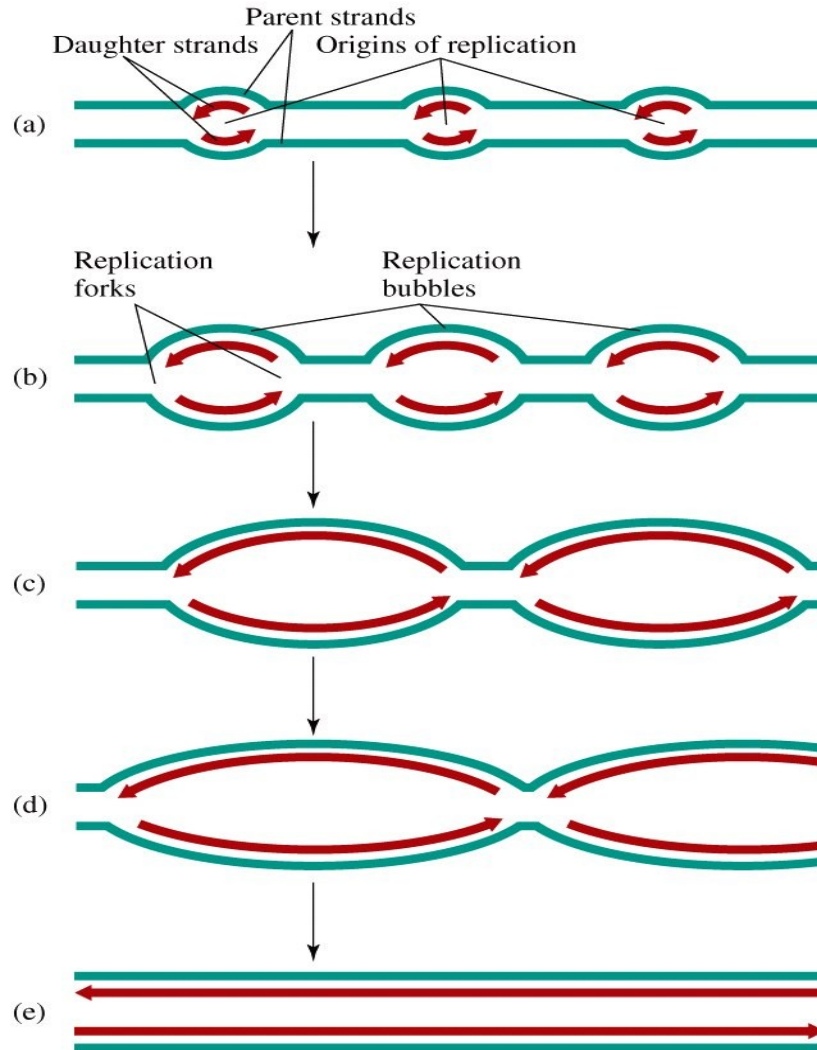 Parent strands
Daughter strands
Origins of replication
(a)
Replication
forks
Replication
bubbles
(b)
(c)
(d)
(e)